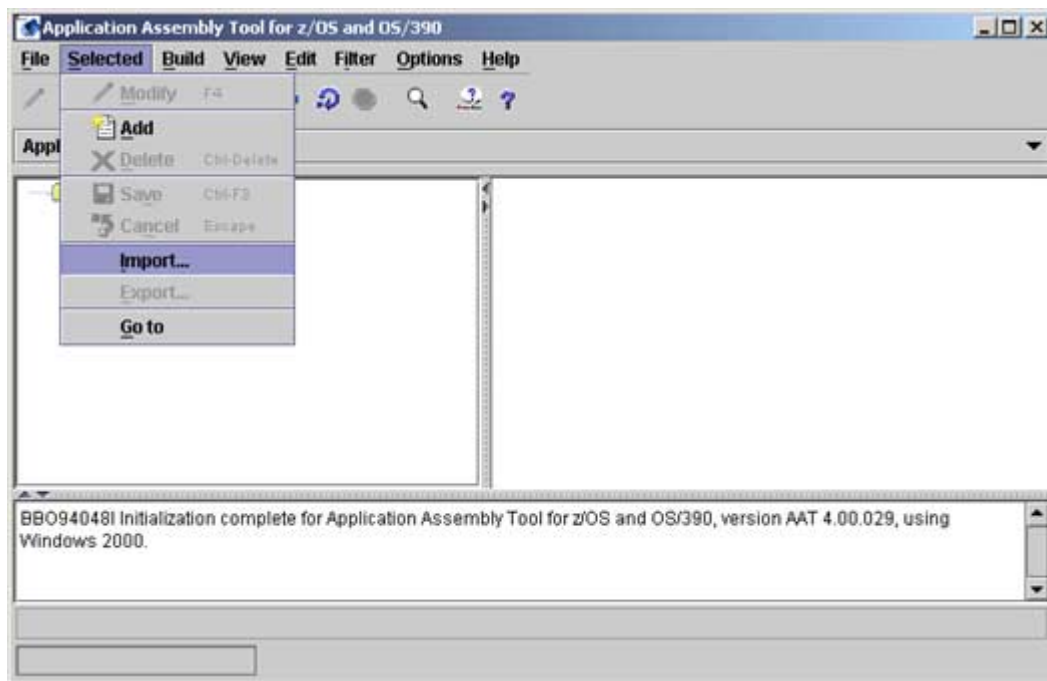 Application Assembly Tool for z/OS and OS/390
File Selected Build View Edit Filter Options Help
Modify F4
Add
Appl
Delete Ctrl-Delete
Save Ctrl-F2
Cancel Escape
Import...
Export...
Go to
BBO94048I Initialization complete for Application Assembly Tool for z/OS and OS/390, version AAT 4.00.029, using
Windows 2000.